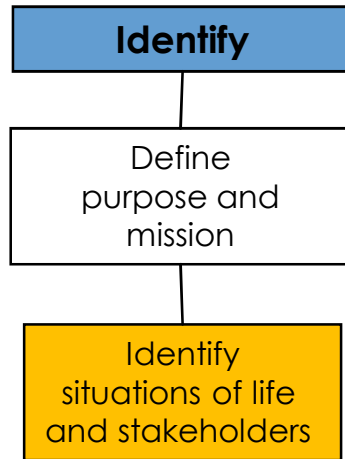 Identify
Define
purpose and
mission
Identify
situations of life
and stakeholders